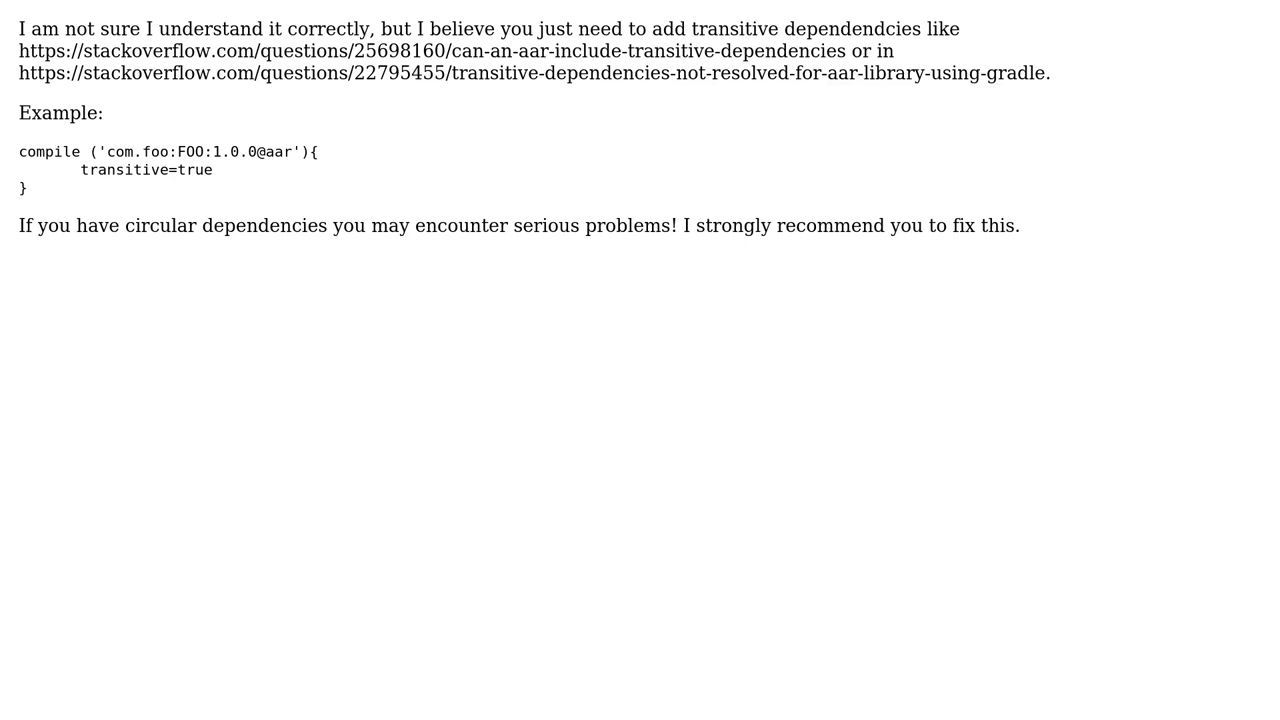 I am not sure I understand it correctly, but I believe you just need to add transitive dependendcies like
https://stackoverflow.com/questions/25698160/can-an-aar-include-transitive-dependencies or in
https://stackoverflow.com/questions/22795455/transitive-dependencies-not-resolved-for-aar-library-using-gradle.
Example:
compile ('com.foo:FOO:1.0.0@aar'){
       transitive=true
}
If you have circular dependencies you may encounter serious problems! I strongly recommend you to fix this.